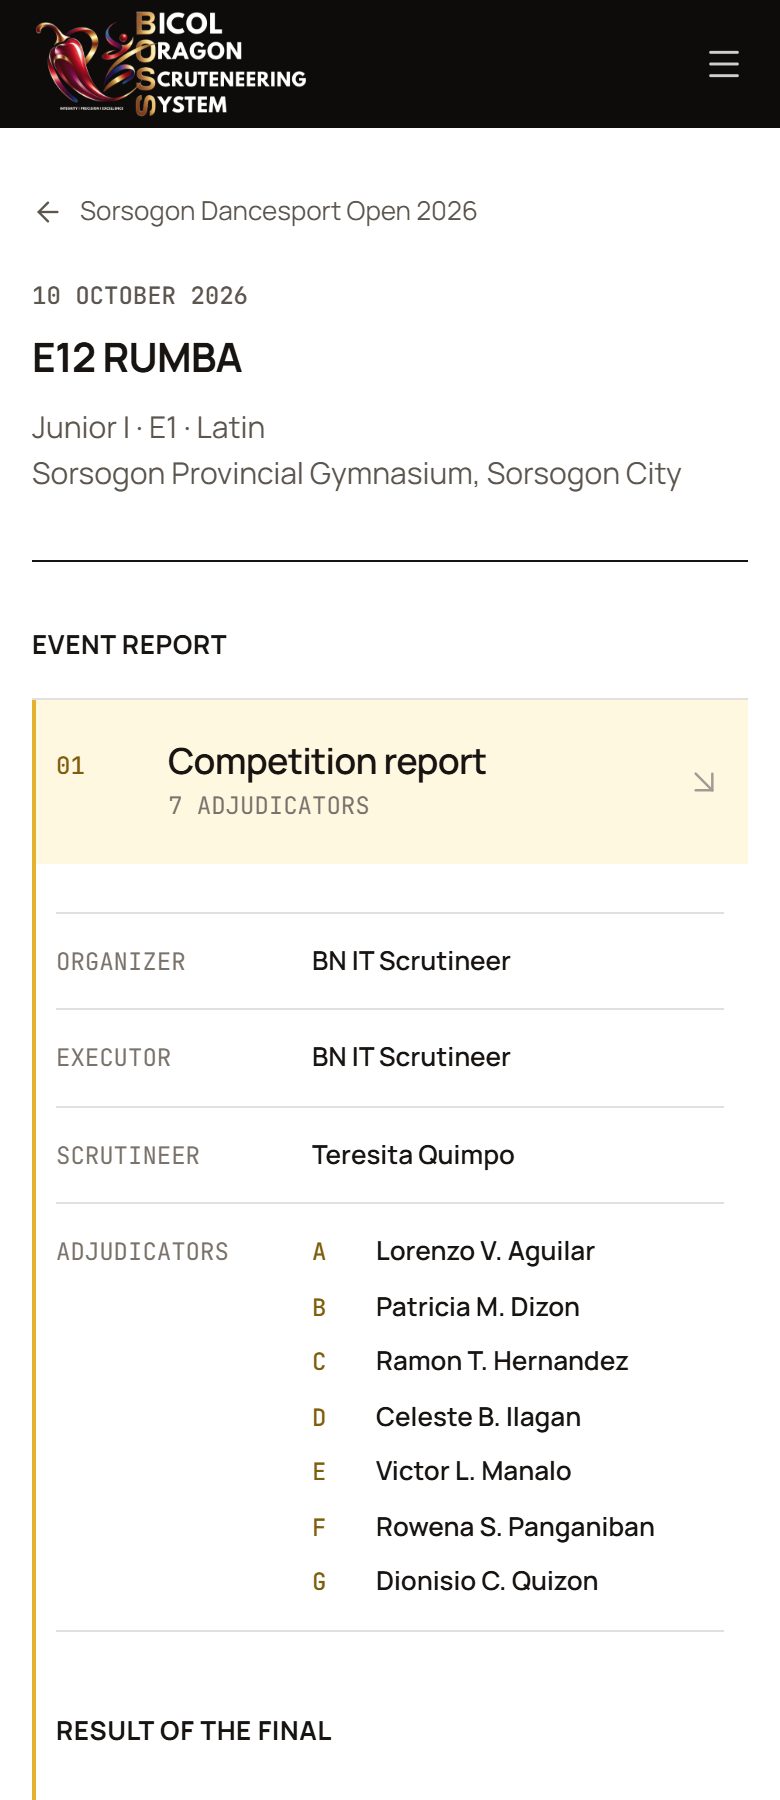 BICOL
DRAGON
SCRUTENEERING
SYSTEM
INTEGRITY | PRECISION | EXCELLENCE
← Sorsogon Dancesport Open 2026
10 OCTOBER 2026
E12 RUMBA
Junior I · E1 · Latin
Sorsogon Provincial Gymnasium, Sorsogon City
EVENT REPORT
01 Competition report
7 ADJUDICATORS
ORGANIZER BN IT Scrutineer
EXECUTOR BN IT Scrutineer
SCRUTINEER Teresita Quimpo
ADJUDICATORS A Lorenzo V. Aguilar
B Patricia M. Dizon
C Ramon T. Hernandez
D Celeste B. Ilagan
E Victor L. Manalo
F Rowena S. Panganiban
G Dionisio C. Quizon
RESULT OF THE FINAL